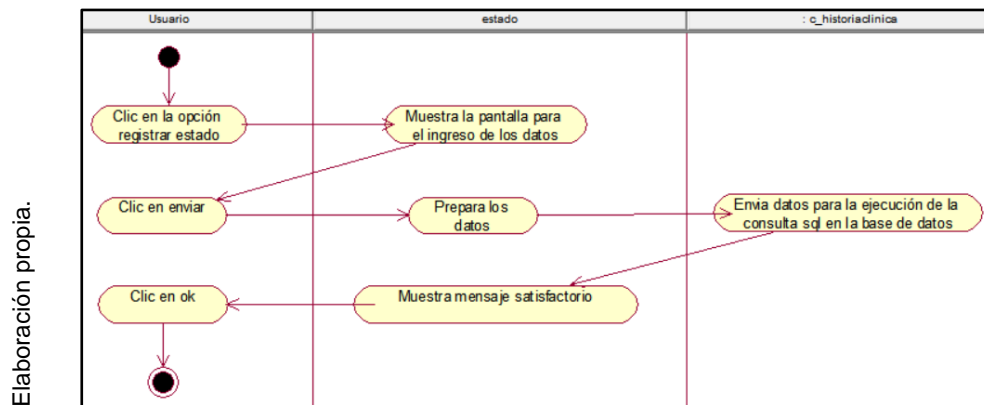 Usuario
estado
: c_historiaclinica
Clic en la opción
registrar estado
Muestra la pantalla para
el ingreso de los datos
Clic en enviar
Prepara los
datos
Envia datos para la ejecución de la
consulta sql en la base de datos
Clic en ok
Muestra mensaje satisfactorio
Elaboración propia.